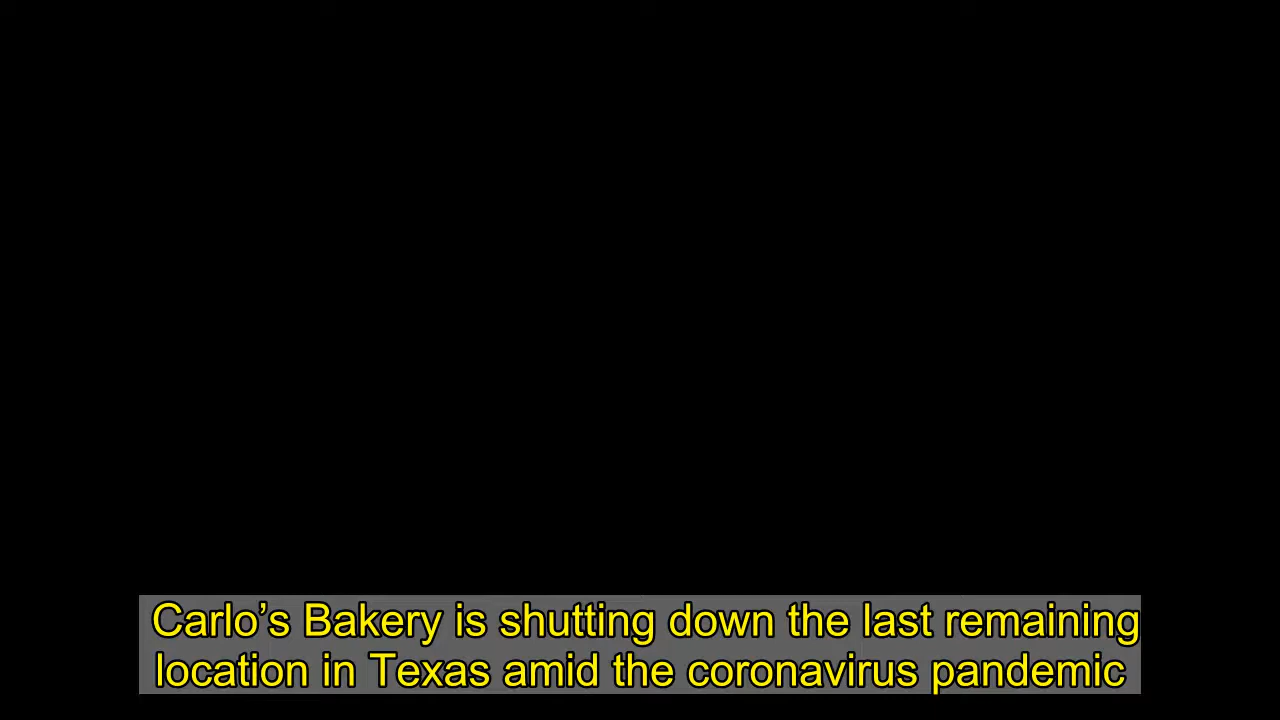 Carlo’s Bakery is shutting down the last remaining
location in Texas amid the coronavirus pandemic